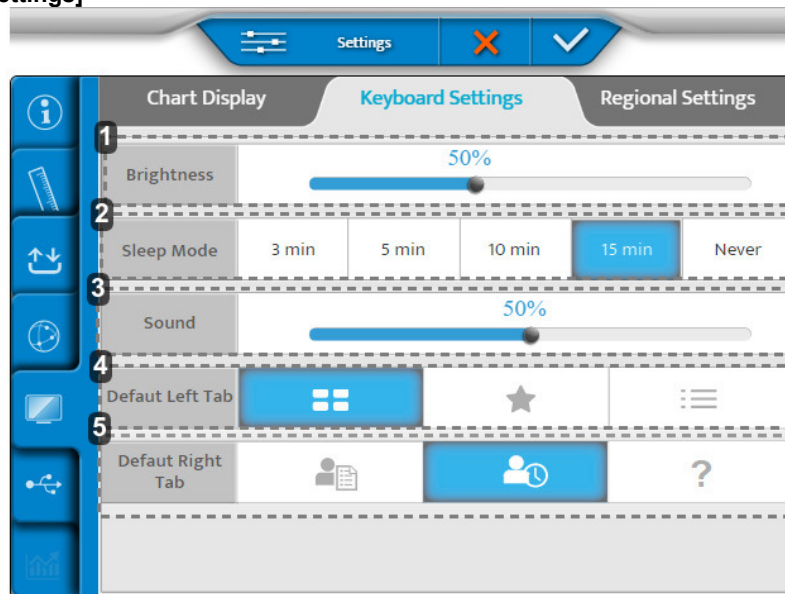 ettings]
Settings
Chart Display Keyboard Settings Regional Settings
1
Brightness 50%
2
Sleep Mode 3 min 5 min 10 min 15 min Never
3
Sound 50%
4
Defaut Left Tab
5
Defaut Right
Tab ?